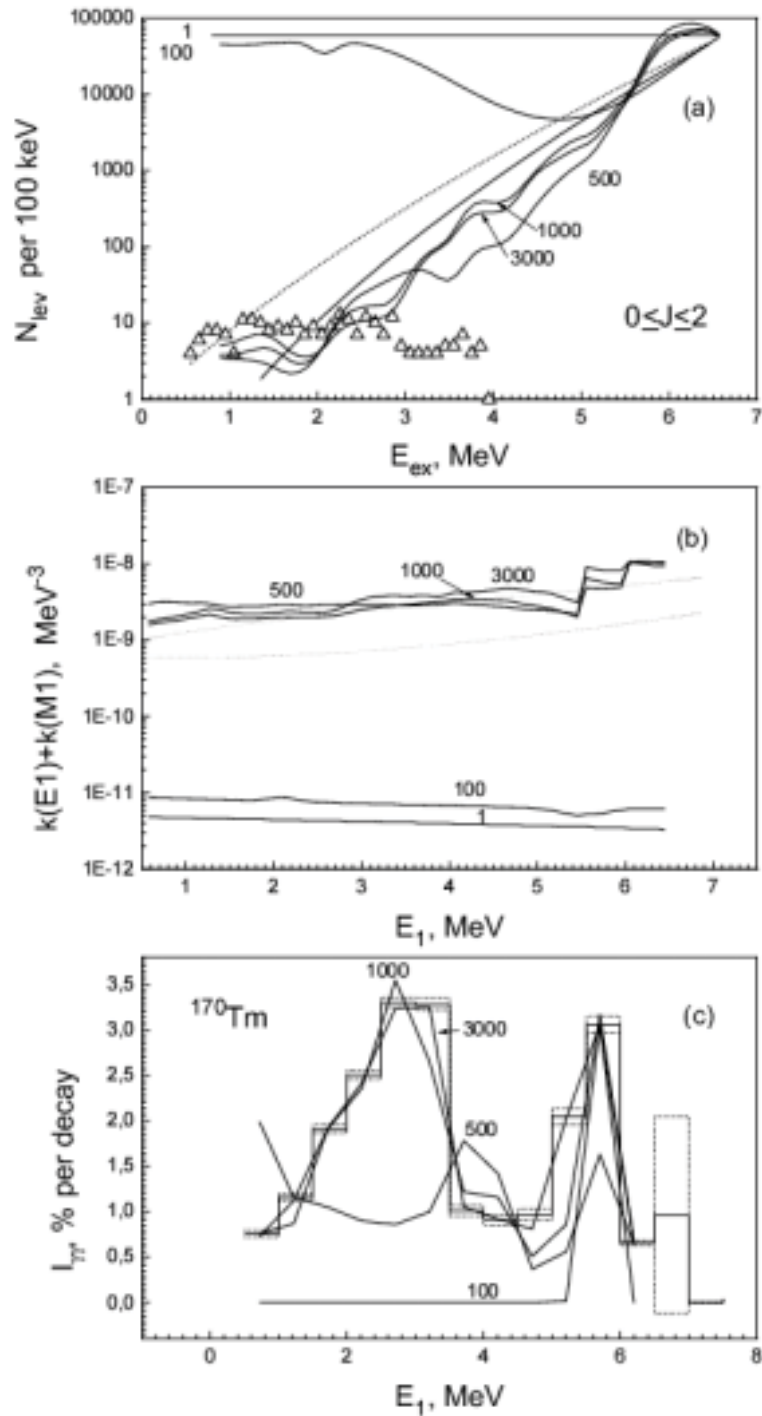 100000
1
100
10000
(a)
N_lev per 100 keV
1000
500
1000
100
3000
10
0≤J≤2
1
0 1 2 3 4 5 6 7
E_ex, MeV
1E-7
(b)
1E-8
1000
3000
500
1E-9
k(E1)+k(M1), MeV⁻³
1E-10
1E-11
100
1
1E-12
1 2 3 4 5 6 7
E₁, MeV
3,5
1000
¹⁷⁰Tm
(c)
3,0
3000
2,5
I_γγ, % per decay
2,0
500
1,5
1,0
0,5
100
0,0
0 2 4 6 8
E₁, MeV